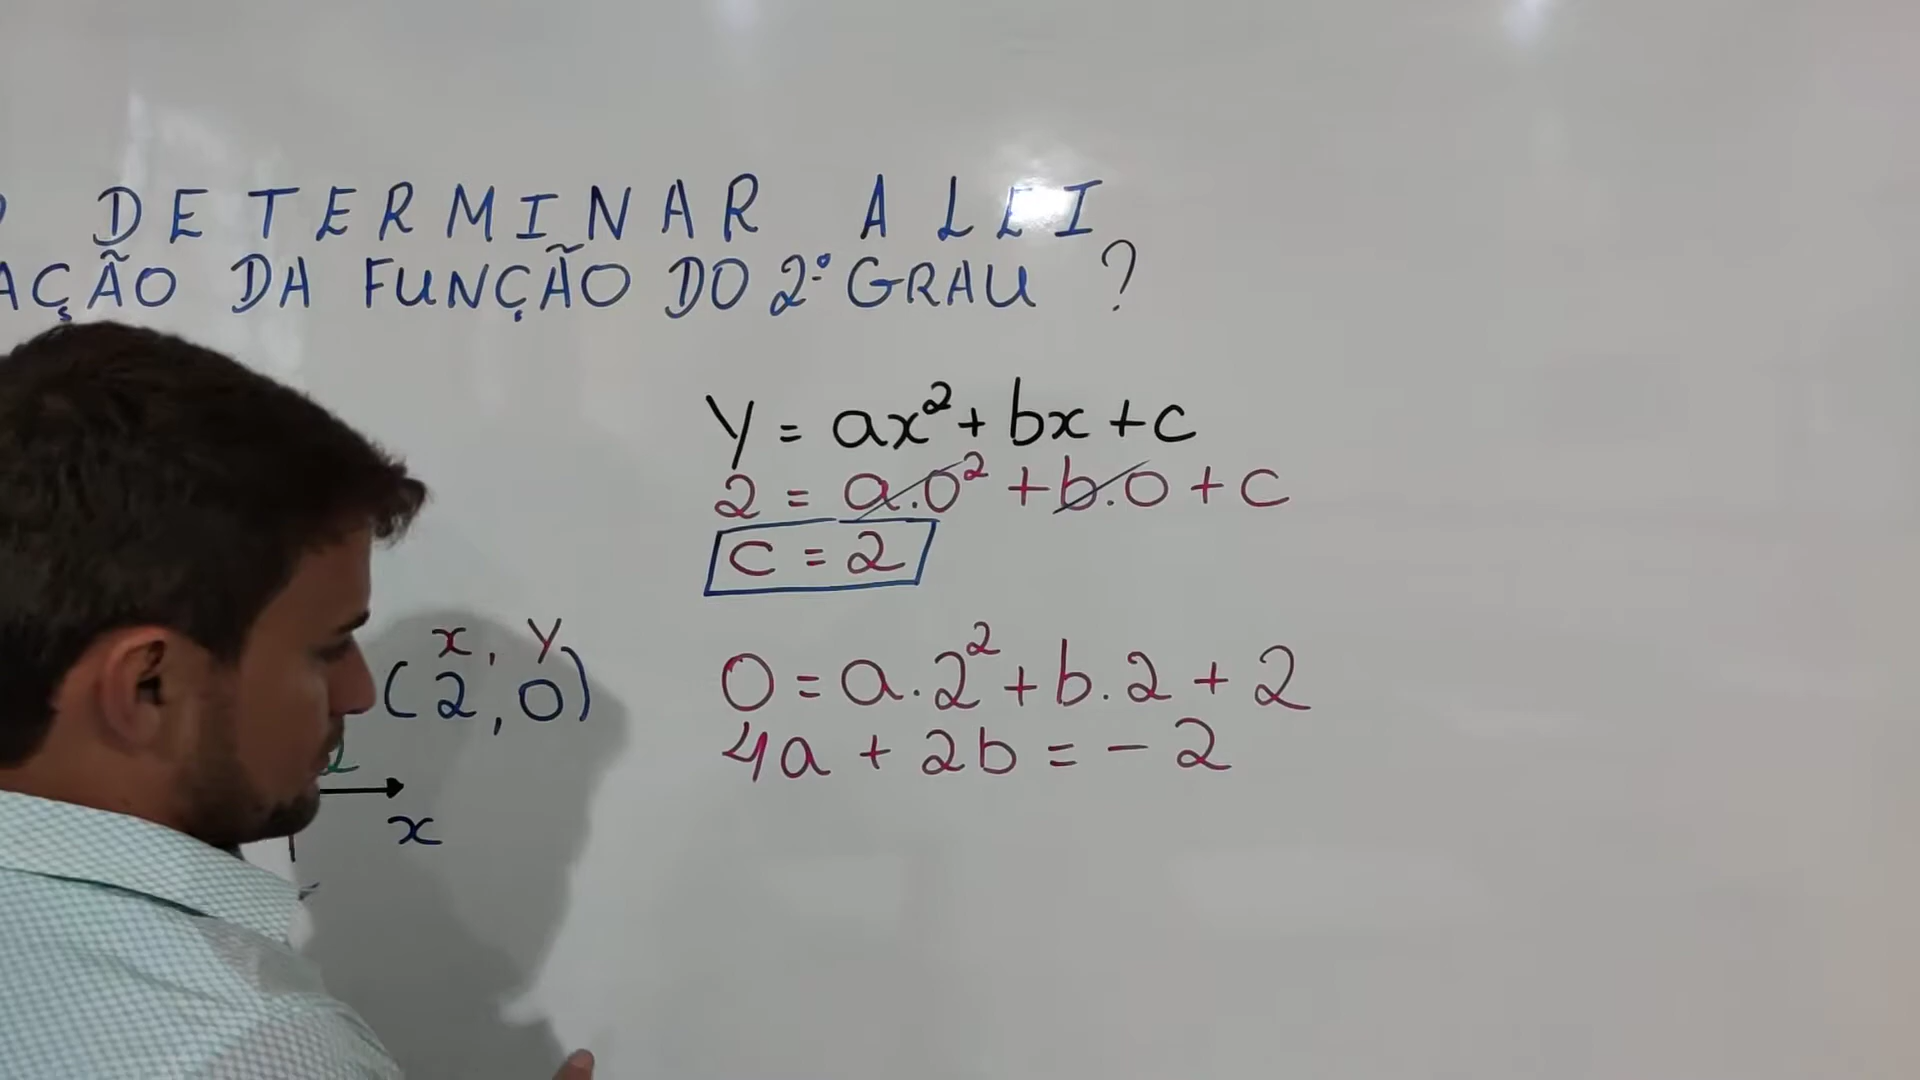 DETERMINAR A LEI
AÇÃO DA FUNÇÃO DO 2º GRAU ?
y = ax² + bx + c
2 = a.0² + b.0 + c
c = 2
x, y
(2, 0)
2
x
0 = a.2² + b.2 + 2
4a + 2b = -2